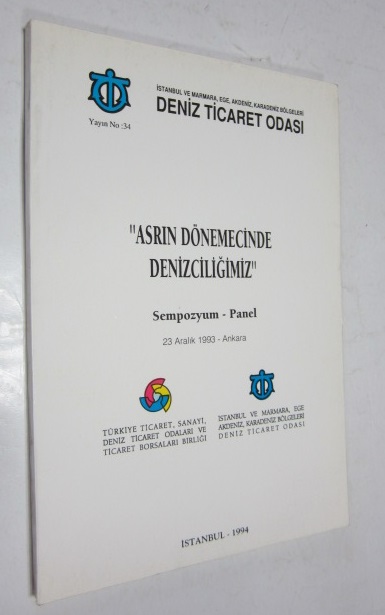 İSTANBUL VE MARMARA, EGE, AKDENİZ, KARADENİZ BÖLGELERİ
DENİZ TİCARET ODASI
Yayın No :34
"ASRIN DÖNEMECİNDE
DENİZCİLİĞİMİZ"
Sempozyum - Panel
23 Aralık 1993 - Ankara
TÜRKİYE TİCARET, SANAYİ,
DENİZ TİCARET ODALARI VE
TİCARET BORSALARI BİRLİĞİ
İSTANBUL VE MARMARA, EGE
AKDENİZ, KARADENİZ BÖLGELERİ
DENİZ TİCARET ODASI
İSTANBUL - 1994